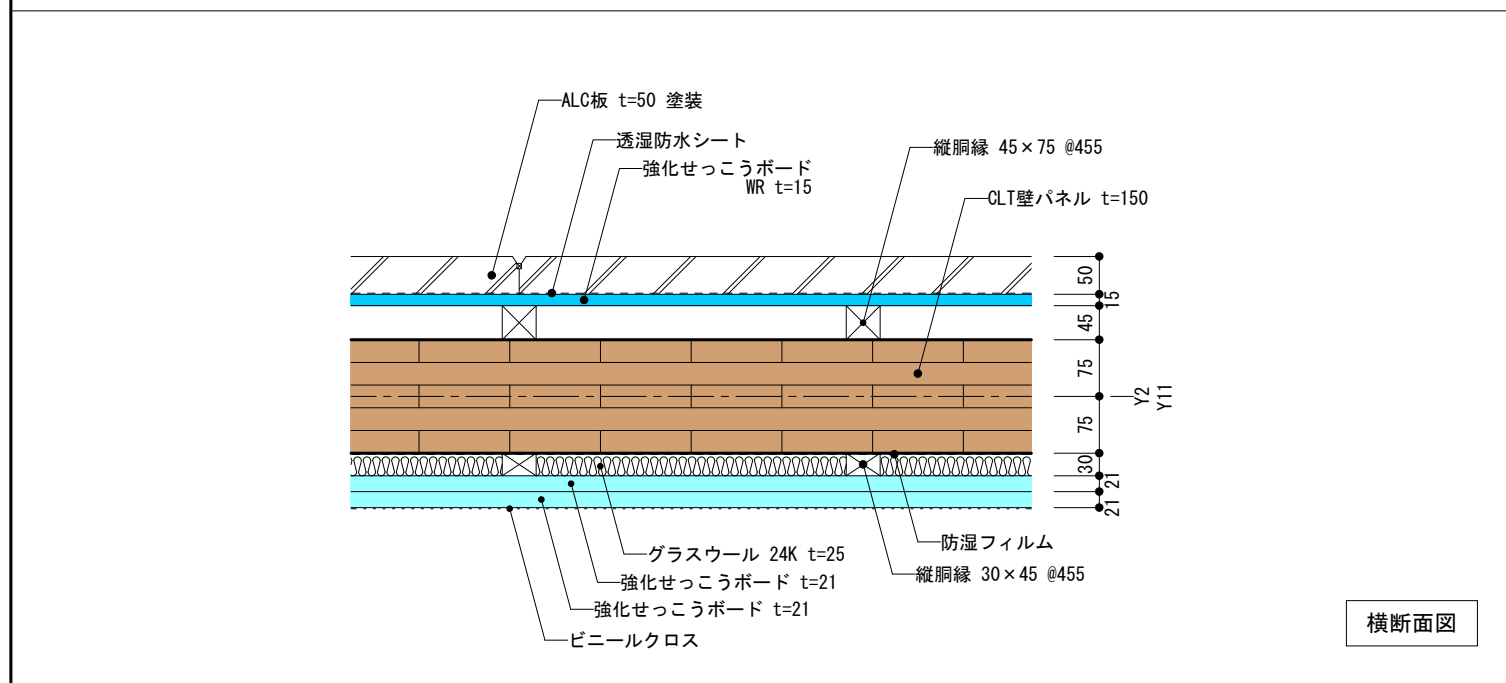 ALC板 t=50 塗装
透湿防水シート
強化せっこうボード
WR t=15
縦胴縁 45×75 @455
CLT壁パネル t=150
50
15
45
75
Y2
Y11
75
30
21
21
防湿フィルム
グラスウール 24K t=25
縦胴縁 30×45 @455
強化せっこうボード t=21
強化せっこうボード t=21
ビニールクロス
横断面図